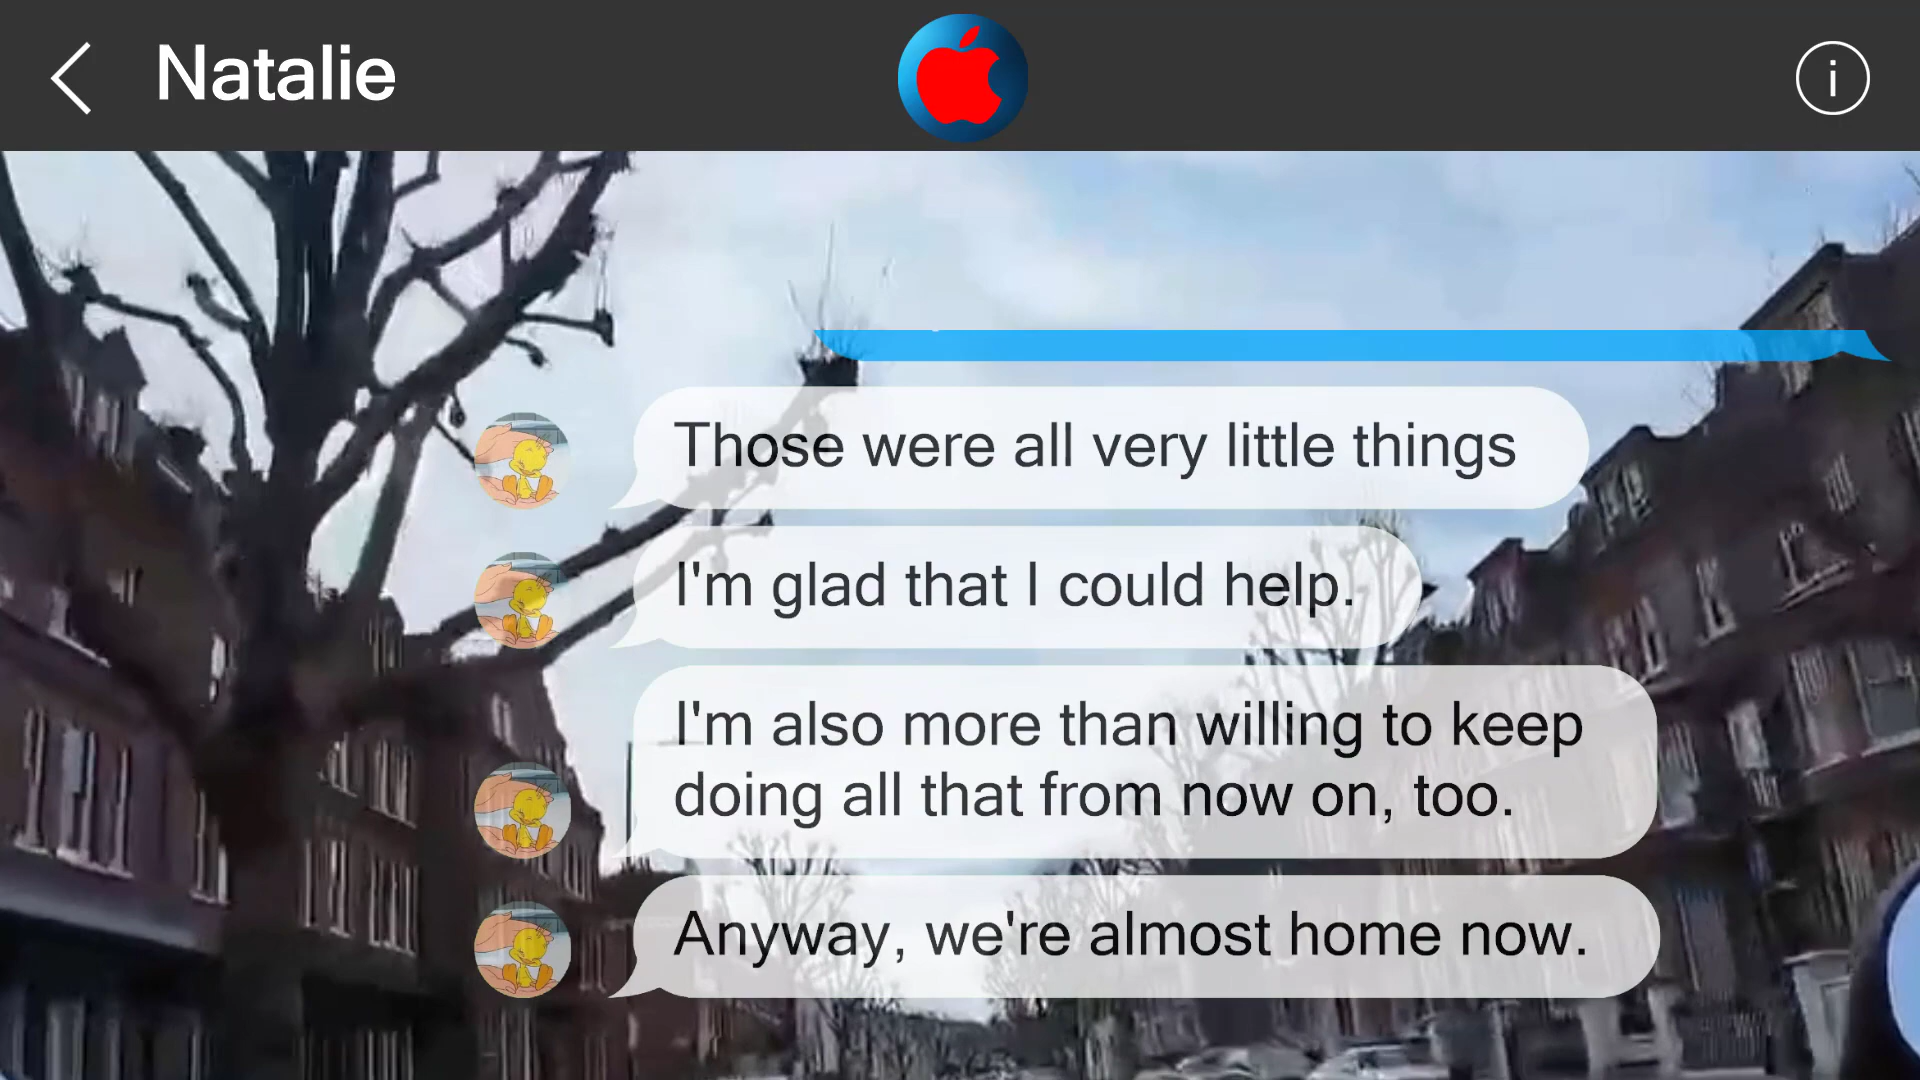 Natalie
i
Those were all very little things
I'm glad that I could help.
I'm also more than willing to keep
doing all that from now on, too.
Anyway, we're almost home now.